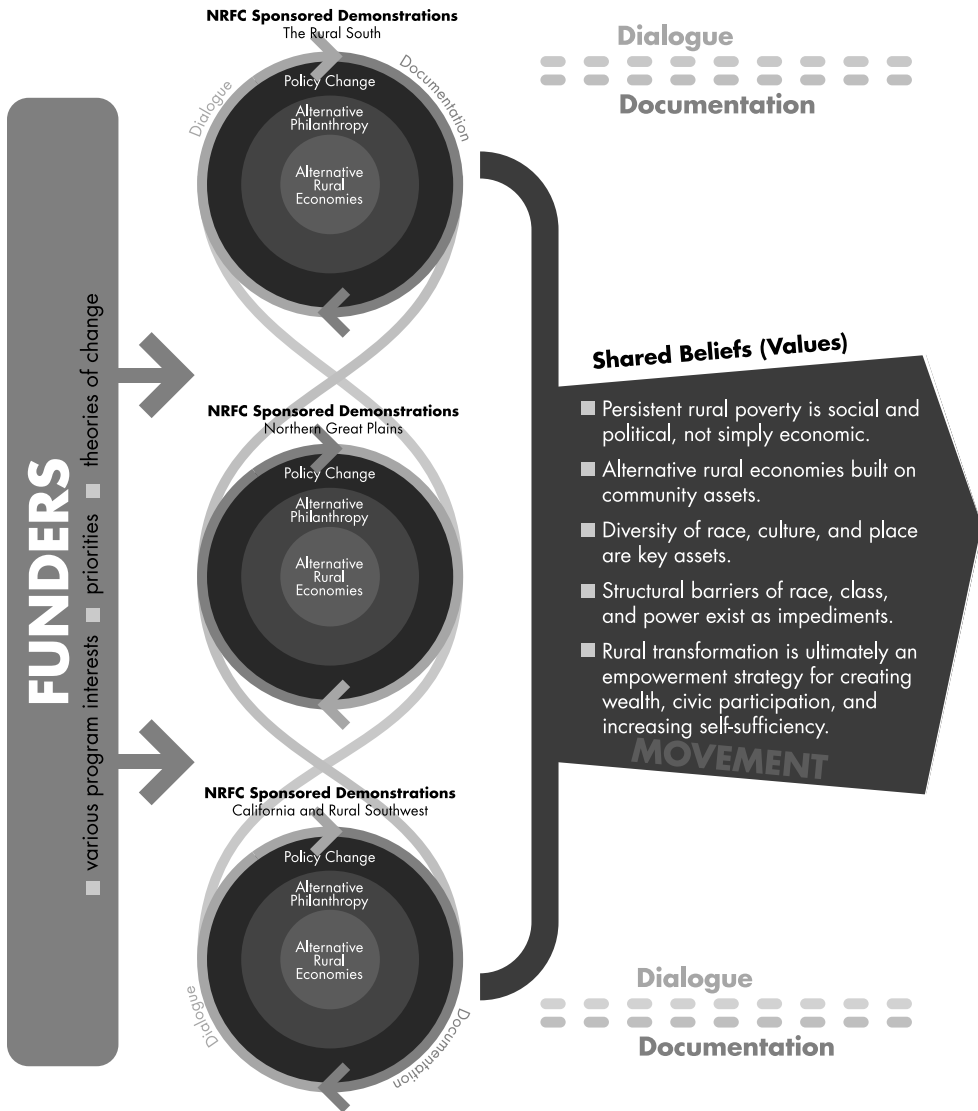 FUNDERS
various program interests
priorities
theories of change
NRFC Sponsored Demonstrations
The Rural South
Dialogue
Documentation
Policy Change
Alternative
Philanthropy
Alternative
Rural
Economies
NRFC Sponsored Demonstrations
Northern Great Plains
Policy Change
Alternative
Philanthropy
Alternative
Rural
Economies
NRFC Sponsored Demonstrations
California and Rural Southwest
Policy Change
Alternative
Philanthropy
Alternative
Rural
Economies
Dialogue
Documentation
Dialogue
Documentation
Shared Beliefs (Values)
Persistent rural poverty is social and
political, not simply economic.
Alternative rural economies built on
community assets.
Diversity of race, culture, and place
are key assets.
Structural barriers of race, class,
and power exist as impediments.
Rural transformation is ultimately an
empowerment strategy for creating
wealth, civic participation, and
increasing self-sufficiency.
MOVEMENT
Dialogue
Documentation